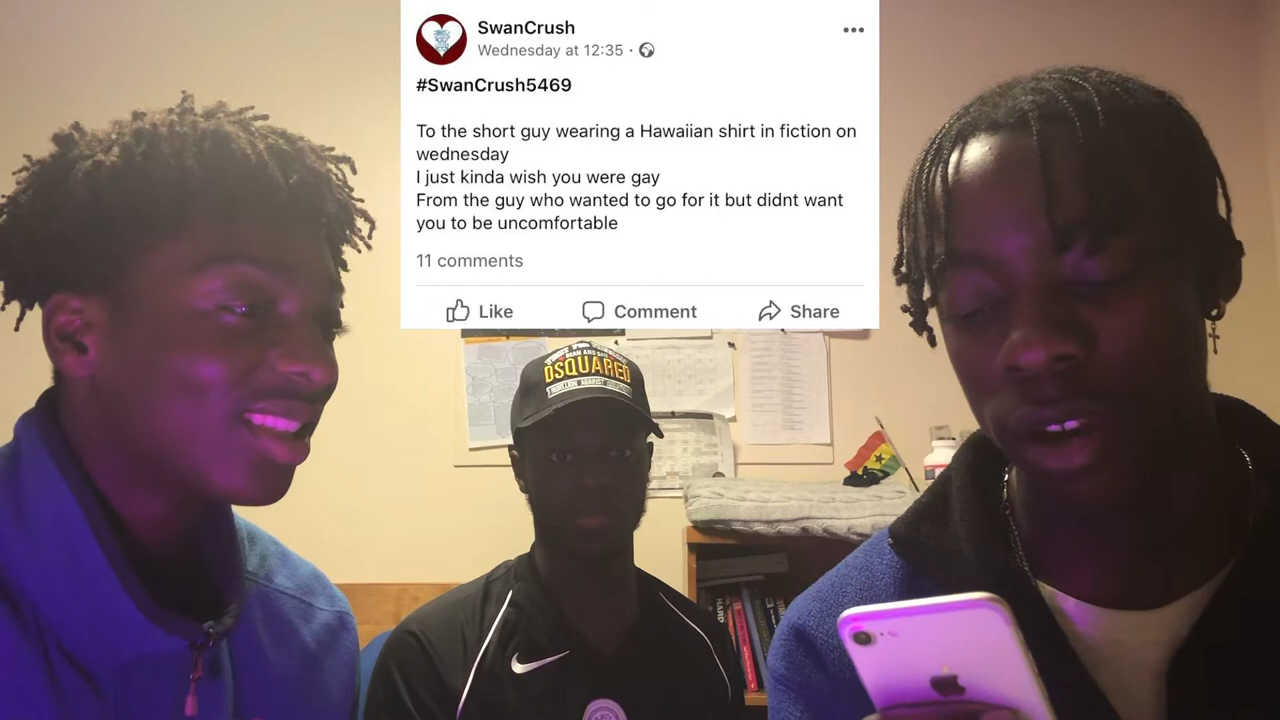 SwanCrush
Wednesday at 12:35 ·
#SwanCrush5469
To the short guy wearing a Hawaiian shirt in fiction on
wednesday
I just kinda wish you were gay
From the guy who wanted to go for it but didnt want
you to be uncomfortable
11 comments
Like Comment Share
DSQUARED